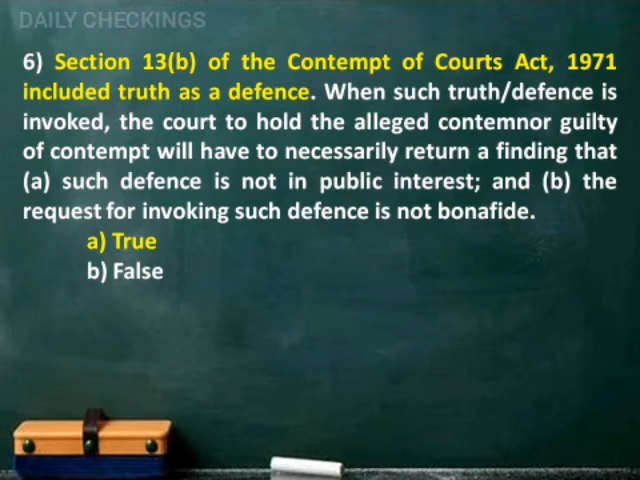 DAILY CHECKINGS
6) Section 13(b) of the Contempt of Courts Act, 1971
included truth as a defence. When such truth/defence is
invoked, the court to hold the alleged contemnor guilty
of contempt will have to necessarily return a finding that
(a) such defence is not in public interest; and (b) the
request for invoking such defence is not bonafide.
a) True
b) False